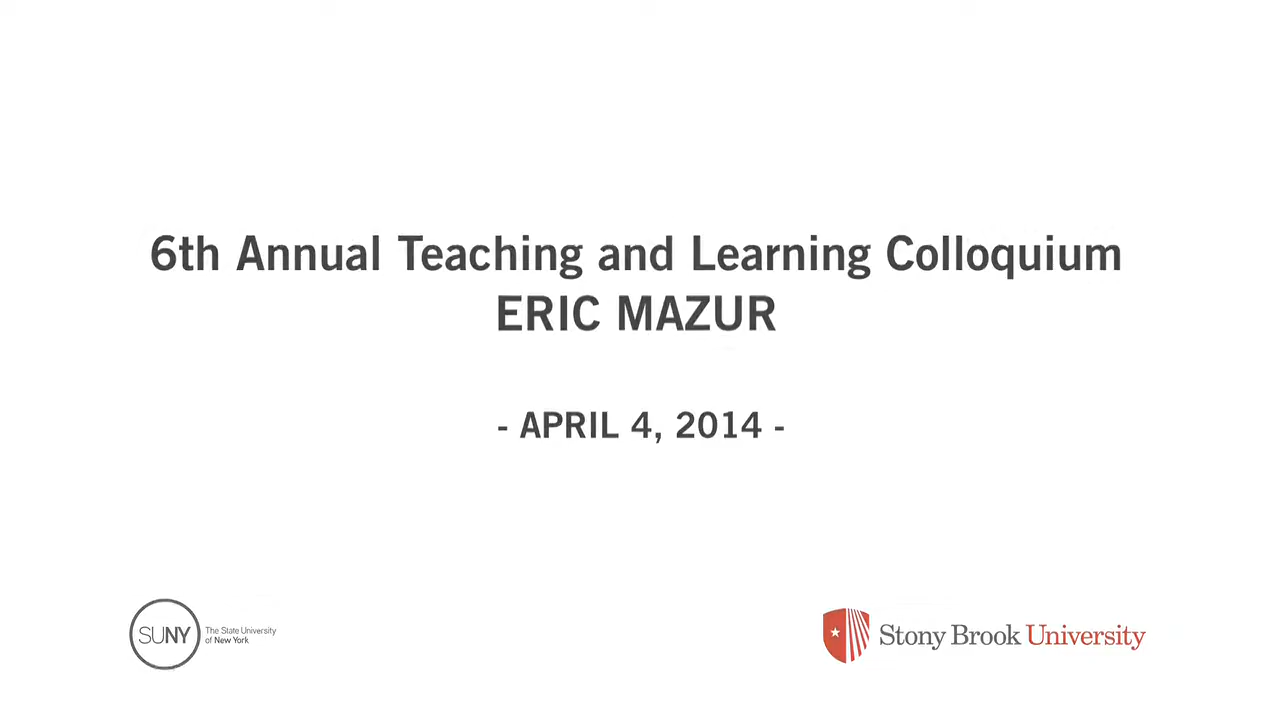 6th Annual Teaching and Learning Colloquium
ERIC MAZUR
- APRIL 4, 2014 -
SUNY
The State University
of New York
Stony Brook University